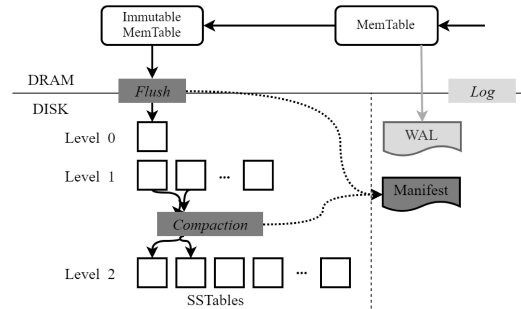 Immutable
MemTable
MemTable
DRAM
Flush
Log
DISK
Level 0
WAL
Level 1
...
Manifest
Compaction
Level 2
...
SSTables